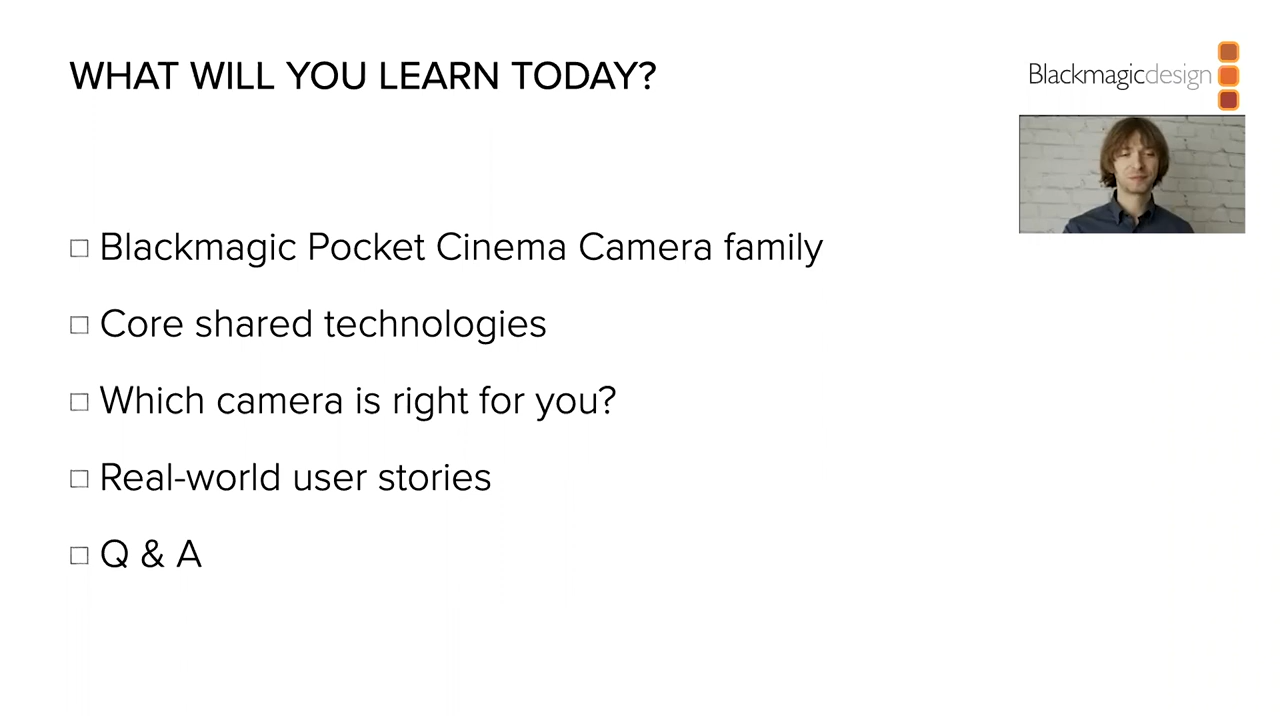 WHAT WILL YOU LEARN TODAY?
Blackmagicdesign
Blackmagic Pocket Cinema Camera family
Core shared technologies
Which camera is right for you?
Real-world user stories
Q & A